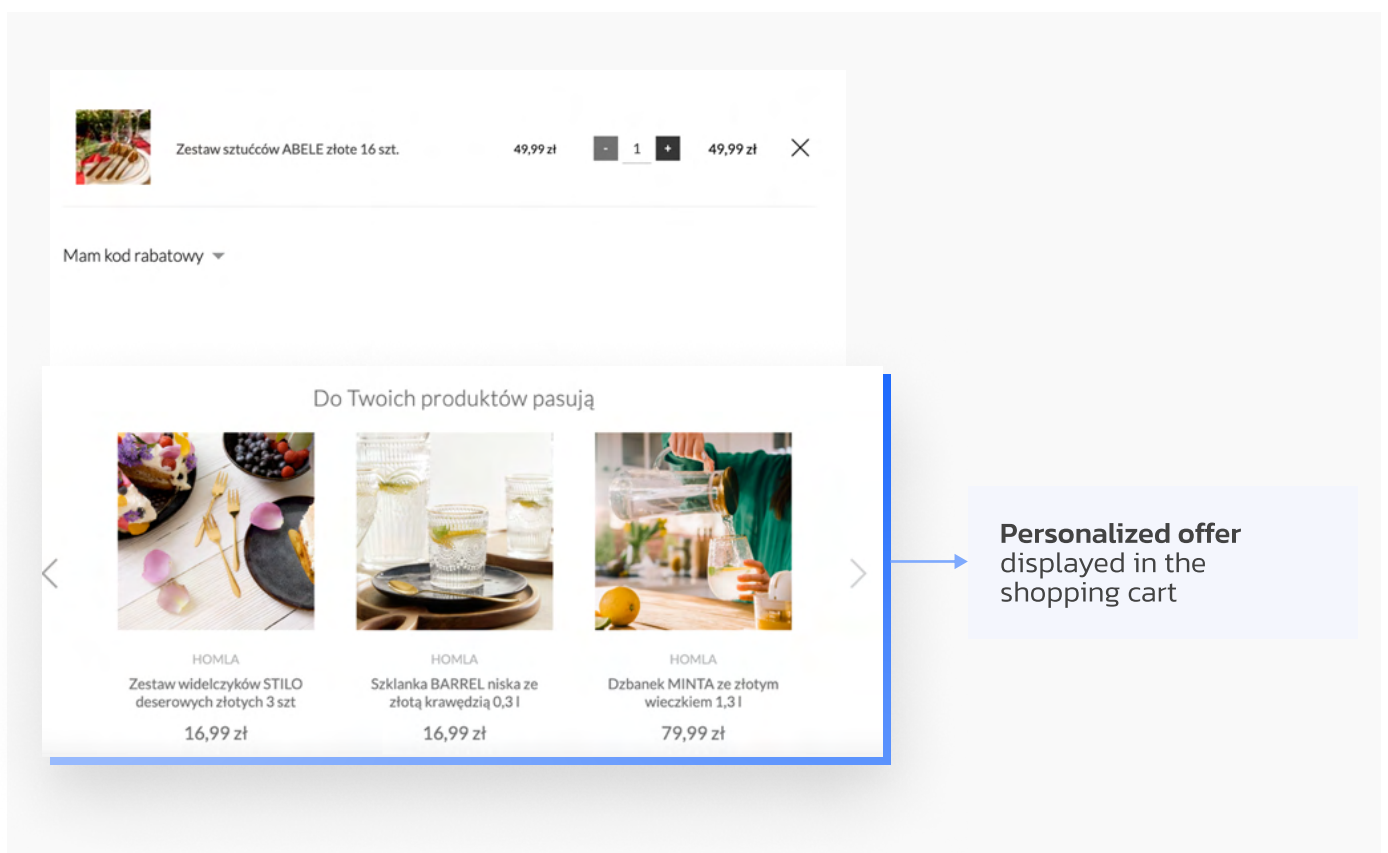 Zestaw sztućców ABELE złote 16 szt. 49,99 zł - 1 + 49,99 zł
Mam kod rabatowy
Do Twoich produktów pasują
HOMLA
Zestaw widelczyków STILO
deserowych złotych 3 szt
16,99 zł
HOMLA
Szklanka BARREL niska ze
złotą krawędzią 0,3 l
16,99 zł
HOMLA
Dzbanek MINTA ze złotym
wieczkiem 1,3 l
79,99 zł
Personalized offer
displayed in the
shopping cart